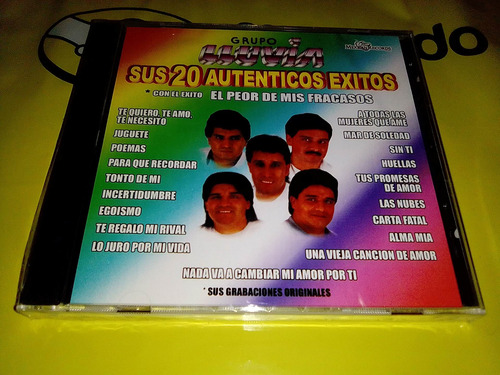 GRUPO
LLUVIA
SUS 20 AUTENTICOS EXITOS
* CON EL EXITO EL PEOR DE MIS FRACASOS
TE QUIERO, TE AMO,
TE NECESITO
JUGUETE
POEMAS
PARA QUE RECORDAR
TONTO DE MI
INCERTIDUMBRE
EGOISMO
TE REGALO MI RIVAL
LO JURO POR MI VIDA
A TODAS LAS
MUJERES QUE AME
MAR DE SOLEDAD
SIN TI
HUELLAS
TUS PROMESAS
DE AMOR
LAS NUBES
CARTA FATAL
ALMA MIA
UNA VIEJA CANCION DE AMOR
NADA VA A CAMBIAR MI AMOR POR TI
* SUS GRABACIONES ORIGINALES
do